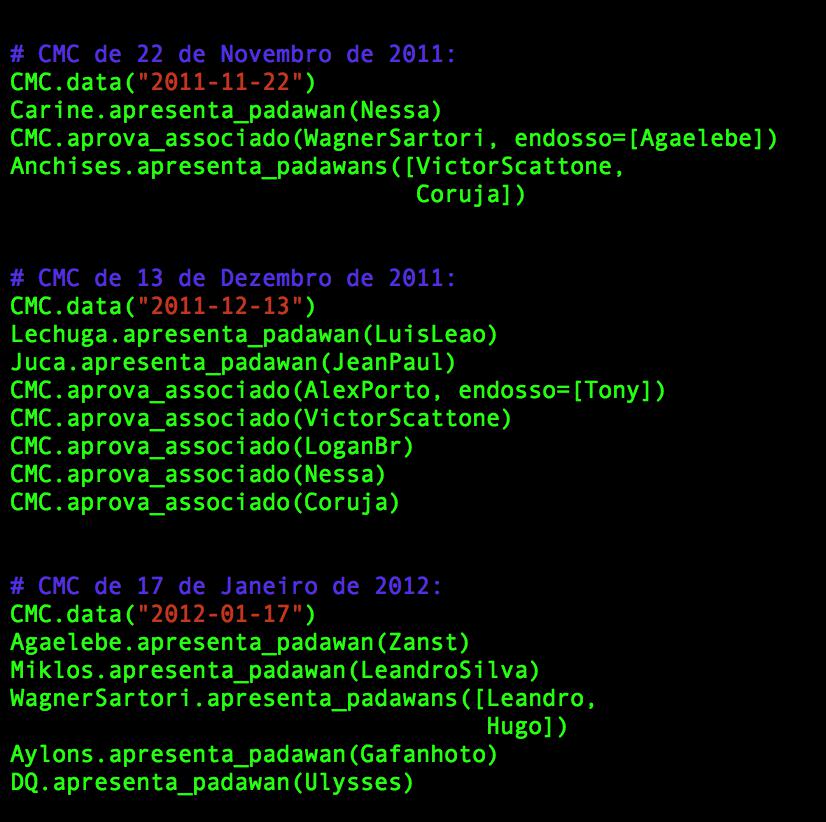 # CMC de 22 de Novembro de 2011:
CMC.data("2011-11-22")
Carine.apresenta_padawan(Nessa)
CMC.aprova_associado(WagnerSartori, endosso=[Agaelebe])
Anchises.apresenta_padawans([VictorScattone,
Coruja])
# CMC de 13 de Dezembro de 2011:
CMC.data("2011-12-13")
Lechuga.apresenta_padawan(LuisLeao)
Juca.apresenta_padawan(JeanPaul)
CMC.aprova_associado(AlexPorto, endosso=[Tony])
CMC.aprova_associado(VictorScattone)
CMC.aprova_associado(LoganBr)
CMC.aprova_associado(Nessa)
CMC.aprova_associado(Coruja)
# CMC de 17 de Janeiro de 2012:
CMC.data("2012-01-17")
Agaelebe.apresenta_padawan(Zanst)
Miklos.apresenta_padawan(LeandroSilva)
WagnerSartori.apresenta_padawans([Leandro,
Hugo])
Aylons.apresenta_padawan(Gafanhoto)
DQ.apresenta_padawan(Ulysses)